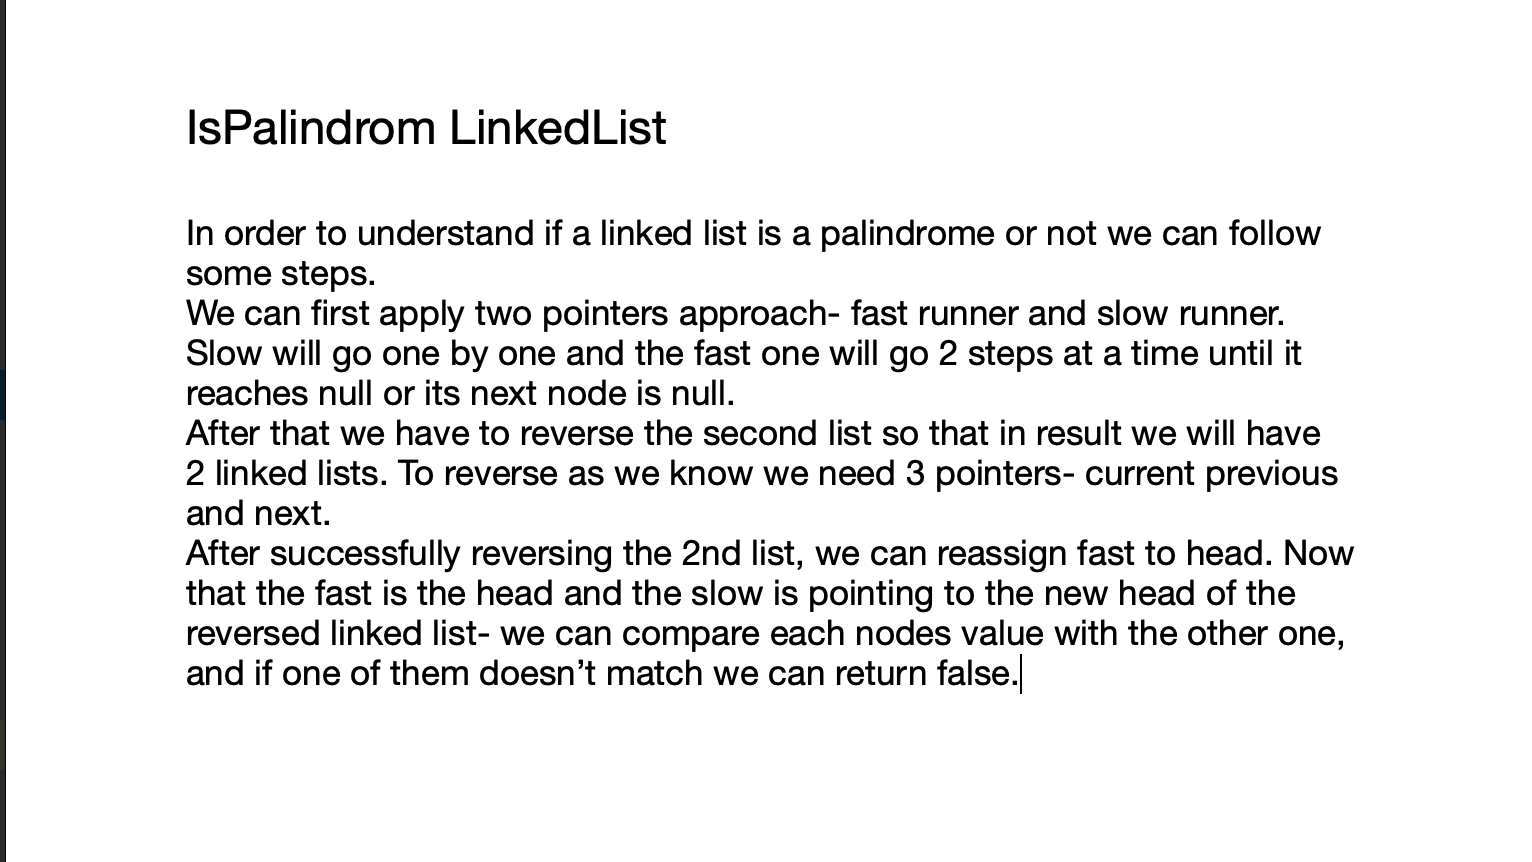 IsPalindrom LinkedList
In order to understand if a linked list is a palindrome or not we can follow
some steps.
We can first apply two pointers approach- fast runner and slow runner.
Slow will go one by one and the fast one will go 2 steps at a time until it
reaches null or its next node is null.
After that we have to reverse the second list so that in result we will have
2 linked lists. To reverse as we know we need 3 pointers- current previous
and next.
After successfully reversing the 2nd list, we can reassign fast to head. Now
that the fast is the head and the slow is pointing to the new head of the
reversed linked list- we can compare each nodes value with the other one,
and if one of them doesn’t match we can return false.